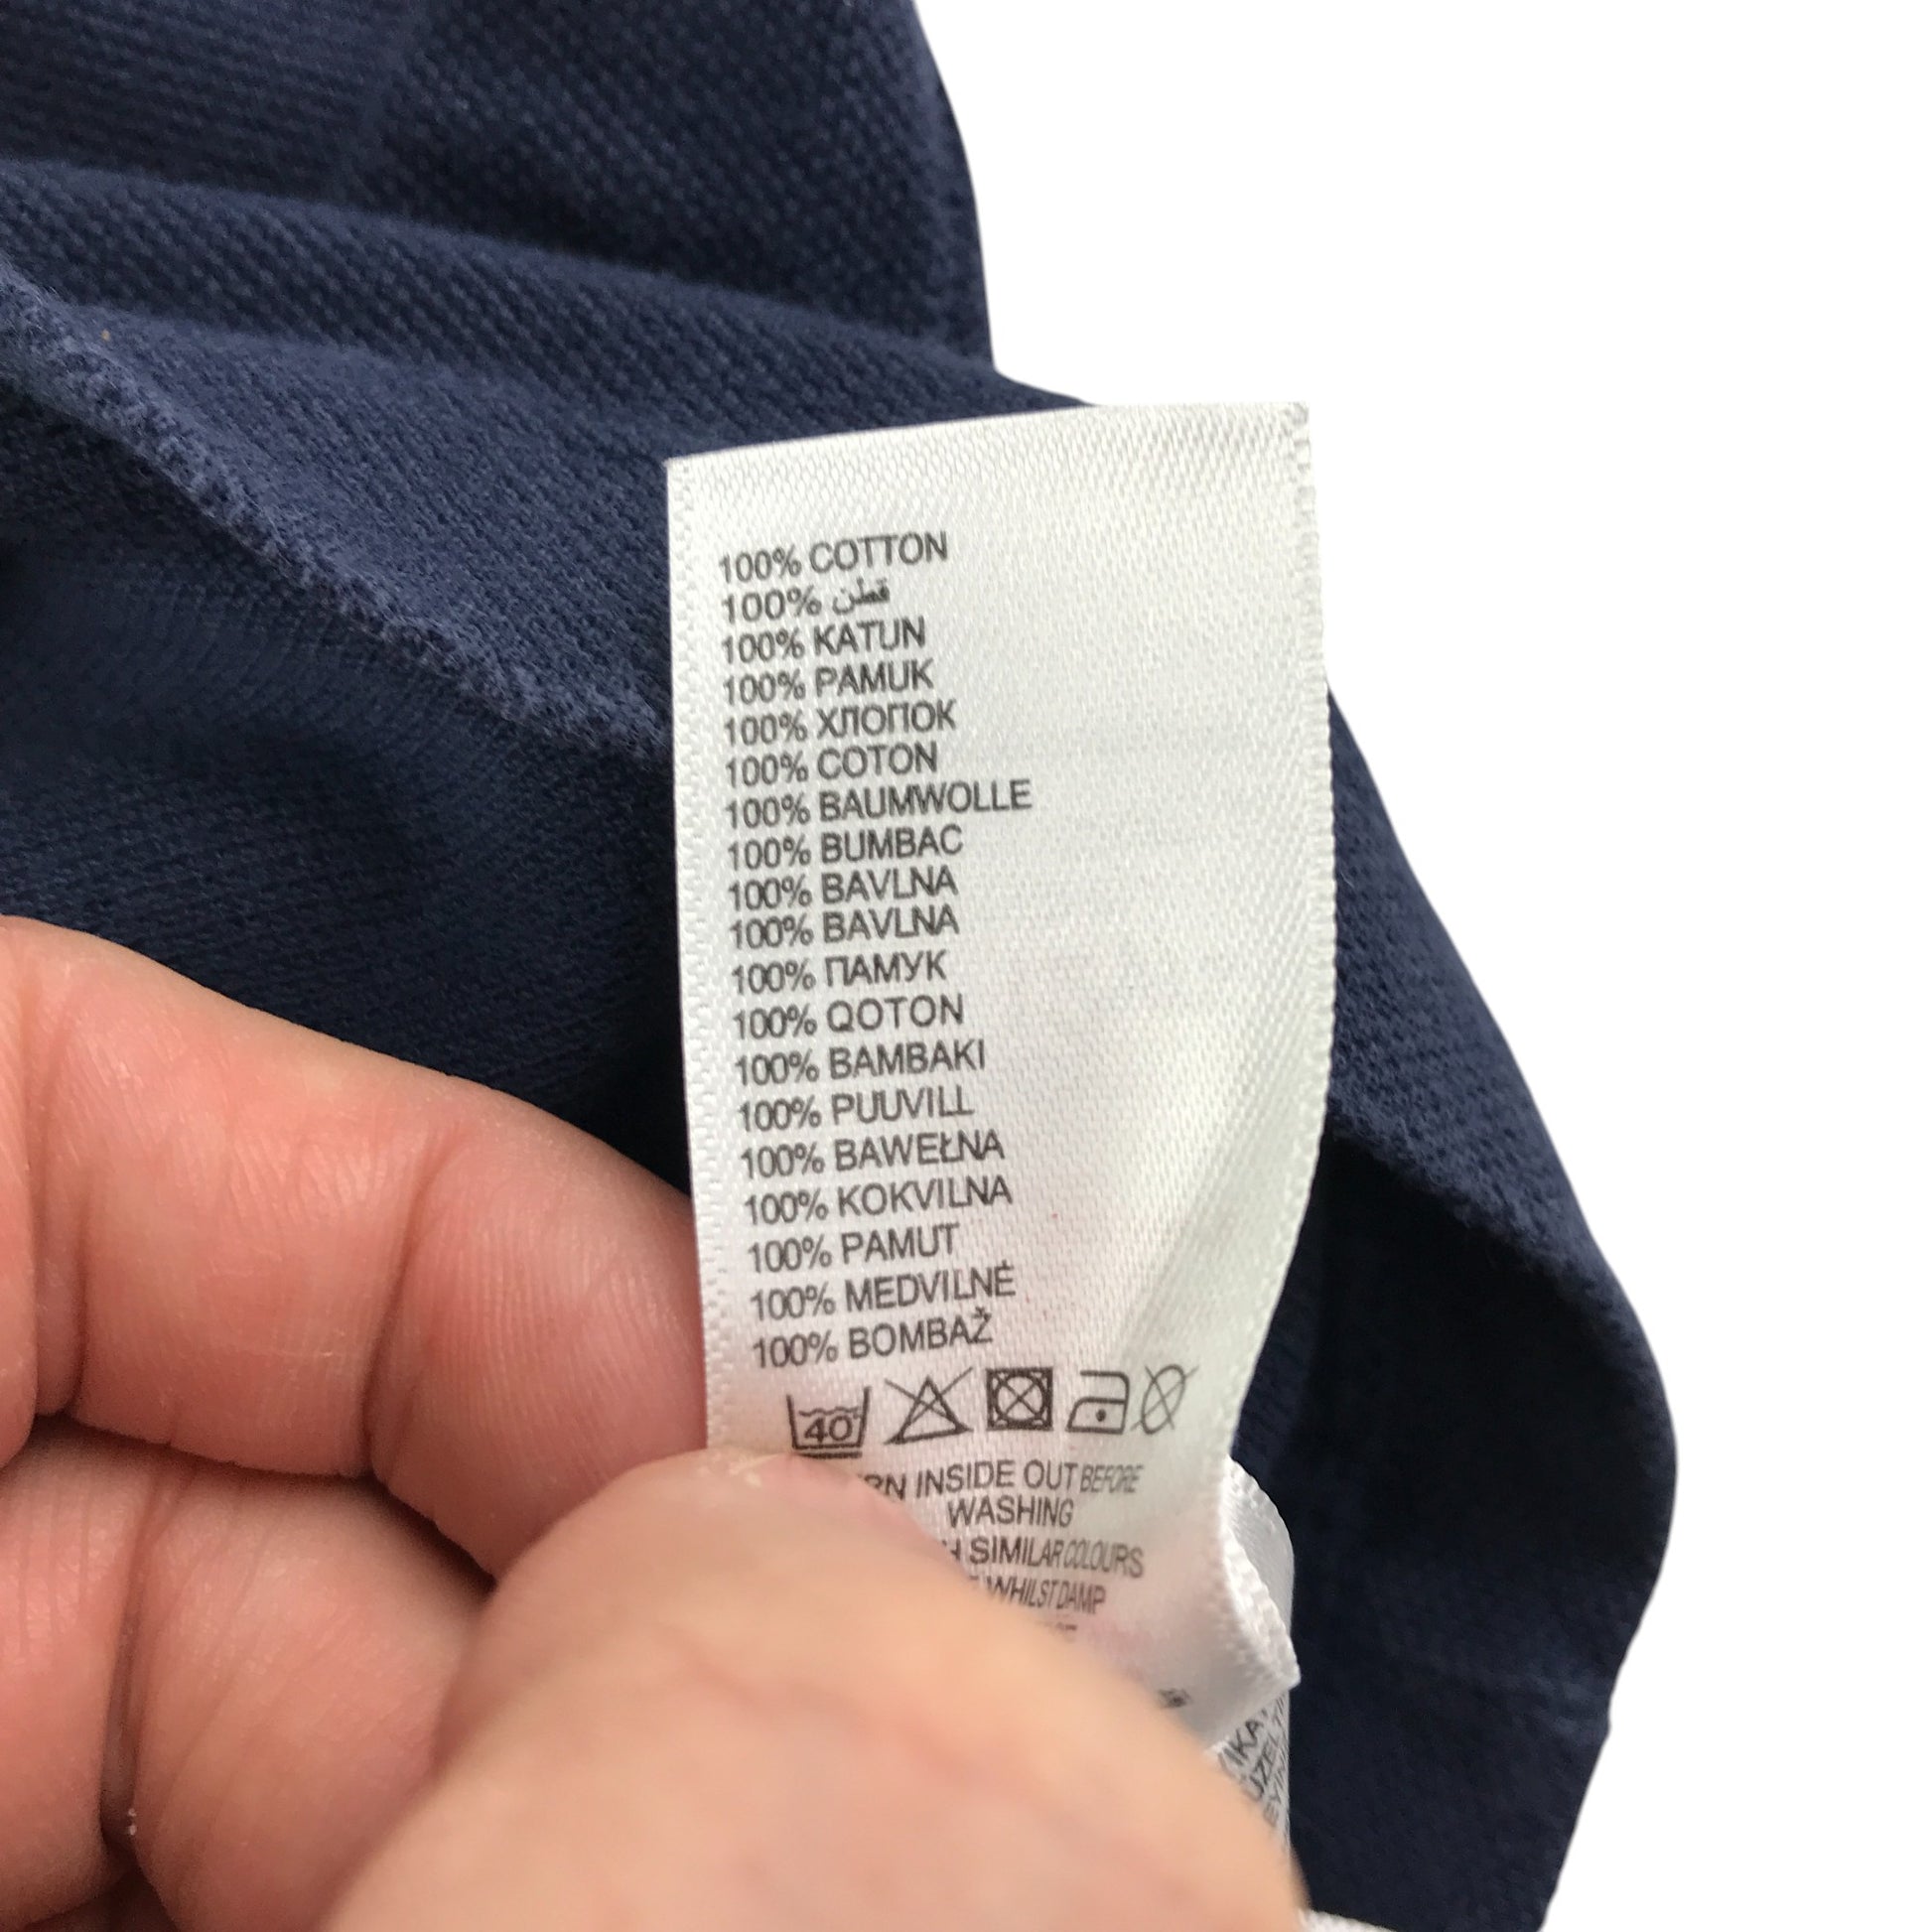 100% COTTON
100% قطن
100% KATUN
100% PAMUK
100% ХЛОПОК
100% COTON
100% BAUMWOLLE
100% BUMBAC
100% BAVLNA
100% BAVLNA
100% ПАМУК
100% QOTON
100% BAMBAKI
100% PUUVILL
100% BAWEŁNA
100% KOKVILNA
100% PAMUT
100% MEDVILNĖ
100% BOMBAŽ
40
INSIDE OUT BEFORE
WASHING
SIMILAR COLOURS
WHILST DAMP